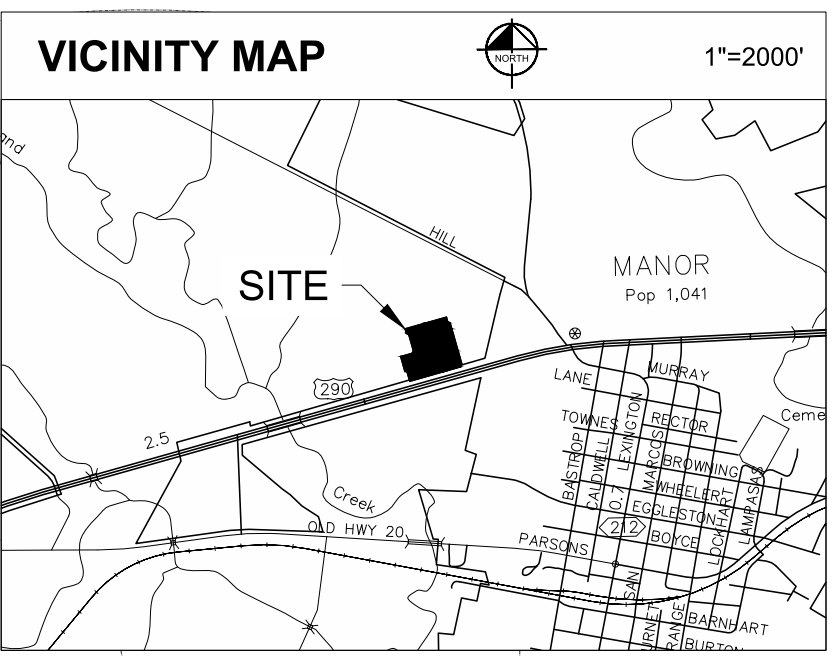 VICINITY MAP
NORTH
1"=2000'
and
HILL
SITE
MANOR
Pop 1,041
290
2.5
LANE
MURRAY
TOWNES
RECTOR
Ceme
BASTROP
CALDWELL
LEXINGTON
0.7
MARCOS
SAN
BROWNING
WHEELER
EGGLESTON
212
BOYCE
LOCKHART
LAMPASAS
Creek
OLD HWY 20
PARSONS
BARNHART
BURTON
URNET
RANGE